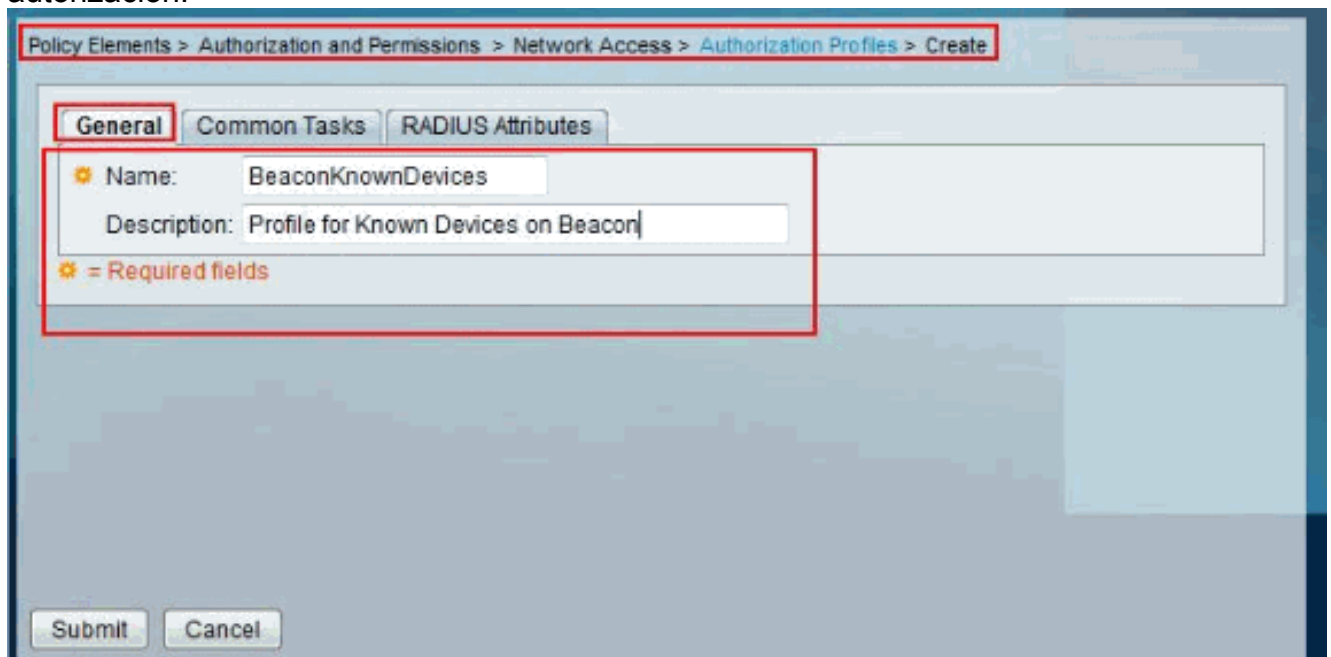 autorización.
Policy Elements > Authorization and Permissions > Network Access > Authorization Profiles > Create
General Common Tasks RADIUS Attributes
Name: BeaconKnownDevices
Description: Profile for Known Devices on Beacon
= Required fields
Submit Cancel